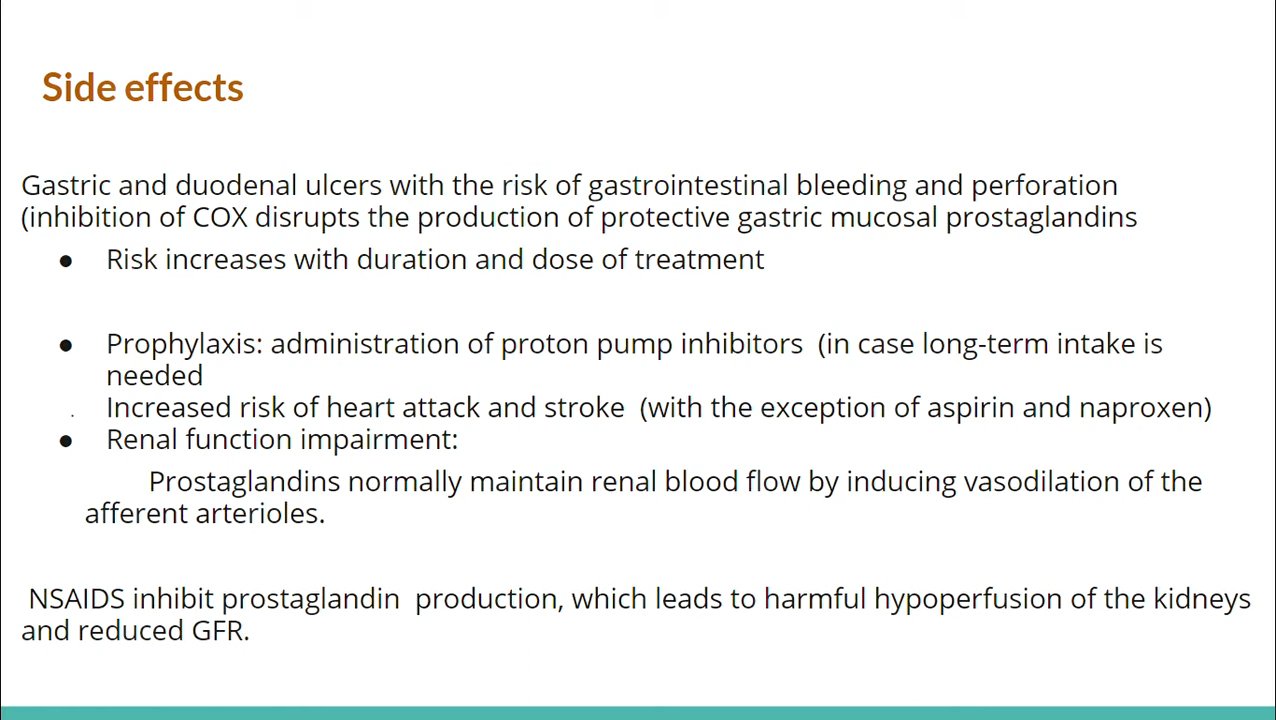 Side effects
Gastric and duodenal ulcers with the risk of gastrointestinal bleeding and perforation
(inhibition of COX disrupts the production of protective gastric mucosal prostaglandins
● Risk increases with duration and dose of treatment
● Prophylaxis: administration of proton pump inhibitors (in case long-term intake is
needed
. Increased risk of heart attack and stroke (with the exception of aspirin and naproxen)
● Renal function impairment:
Prostaglandins normally maintain renal blood flow by inducing vasodilation of the
afferent arterioles.
NSAIDS inhibit prostaglandin production, which leads to harmful hypoperfusion of the kidneys
and reduced GFR.